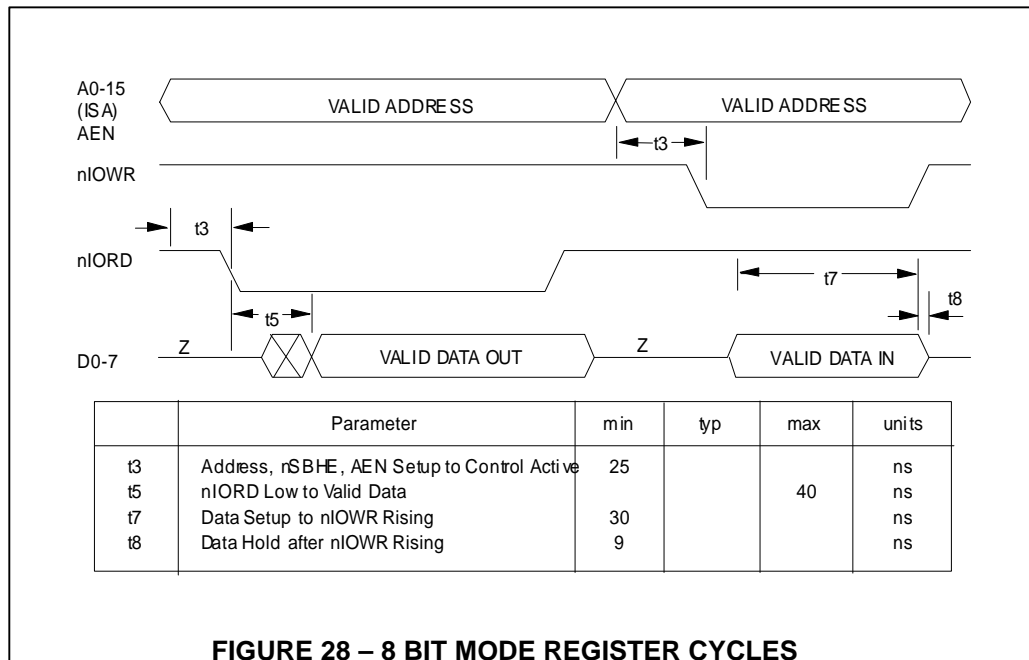 A0-15
(ISA)
AEN
VALID ADDRESS VALID ADDRESS
t3
nIOWR
t3
nIORD
t7
t8
t5
Z Z
D0-7 VALID DATA OUT VALID DATA IN
Parameter min typ max units
t3 Address, nSBHE, AEN Setup to Control Active 25 ns
t5 nIORD Low to Valid Data 40 ns
t7 Data Setup to nIOWR Rising 30 ns
t8 Data Hold after nIOWR Rising 9 ns
FIGURE 28 – 8 BIT MODE REGISTER CYCLES